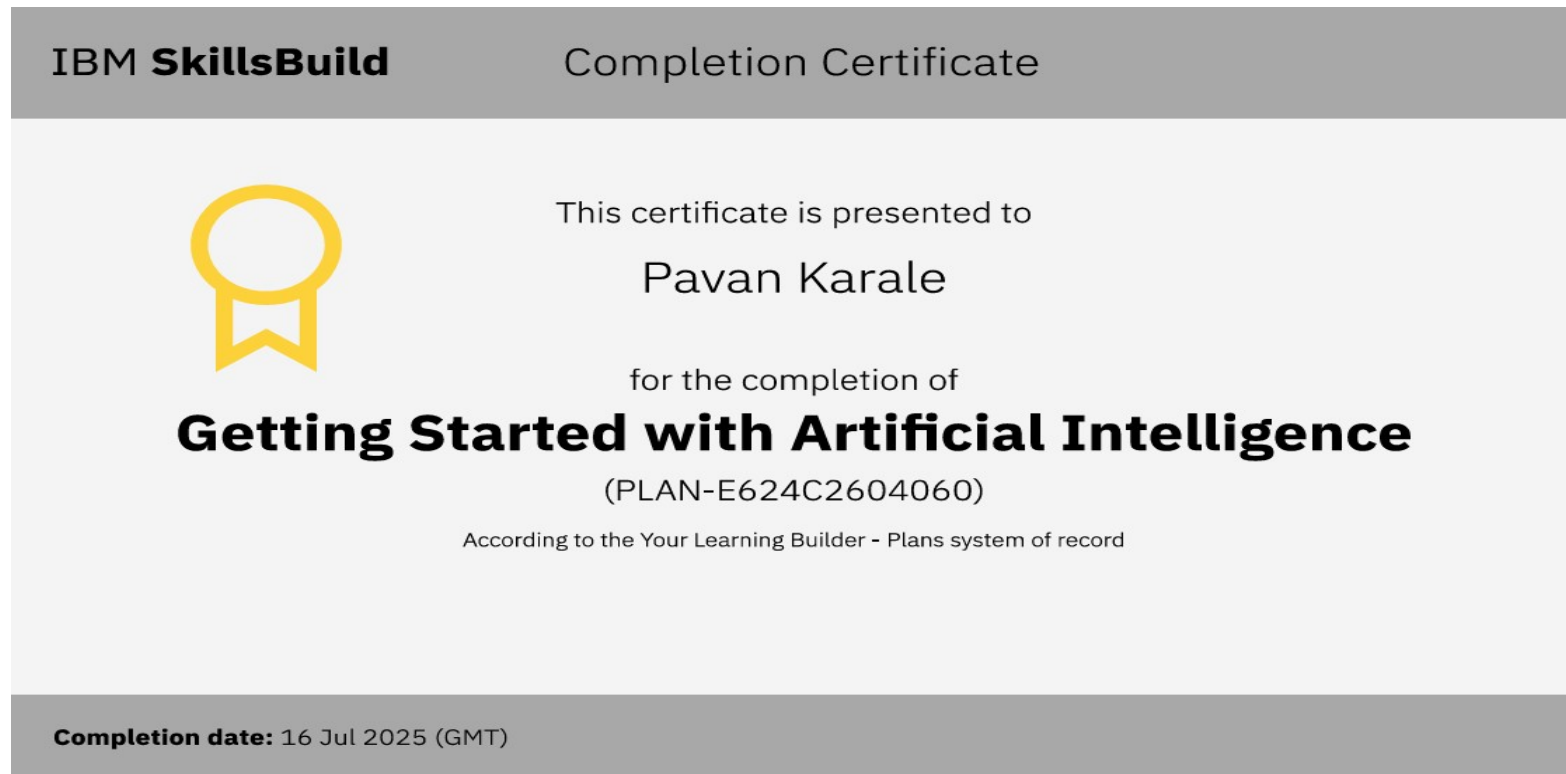 IBM SkillsBuild Completion Certificate
This certificate is presented to
Pavan Karale
for the completion of
Getting Started with Artificial Intelligence
(PLAN-E624C2604060)
According to the Your Learning Builder - Plans system of record
Completion date: 16 Jul 2025 (GMT)